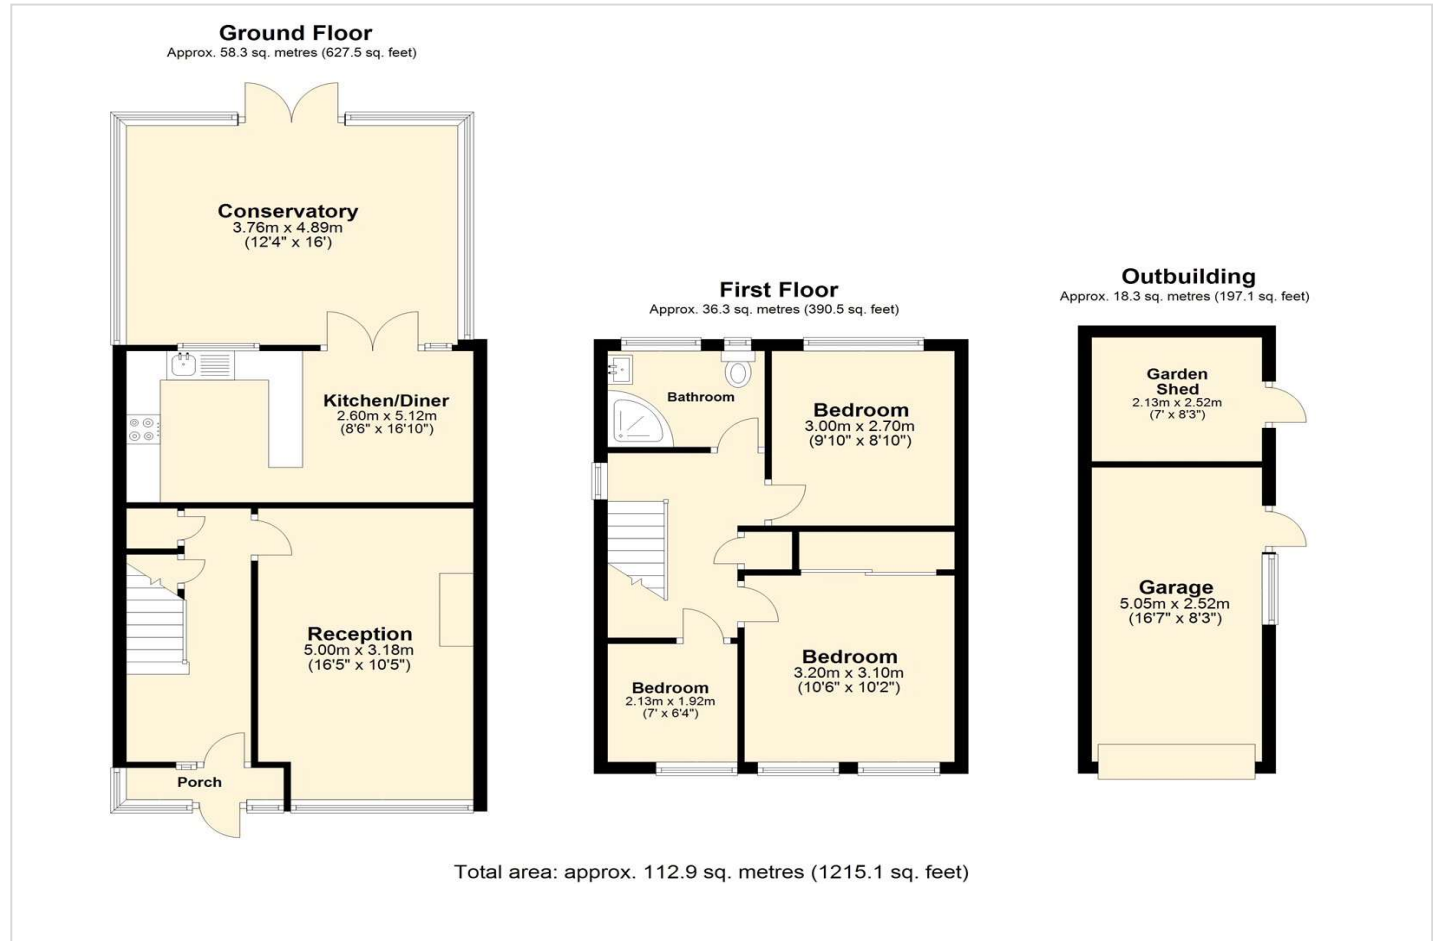 Ground Floor
Approx. 58.3 sq. metres (627.5 sq. feet)
Conservatory
3.76m x 4.89m
(12'4" x 16')
Kitchen/Diner
2.60m x 5.12m
(8'6" x 16'10")
Reception
5.00m x 3.18m
(16'5" x 10'5")
Porch
First Floor
Approx. 36.3 sq. metres (390.5 sq. feet)
Bathroom
Bedroom
3.00m x 2.70m
(9'10" x 8'10")
Bedroom
3.20m x 3.10m
(10'6" x 10'2")
Bedroom
2.13m x 1.92m
(7' x 6'4")
Outbuilding
Approx. 18.3 sq. metres (197.1 sq. feet)
Garden
Shed
2.13m x 2.52m
(7' x 8'3")
Garage
5.05m x 2.52m
(16'7" x 8'3")
Total area: approx. 112.9 sq. metres (1215.1 sq. feet)